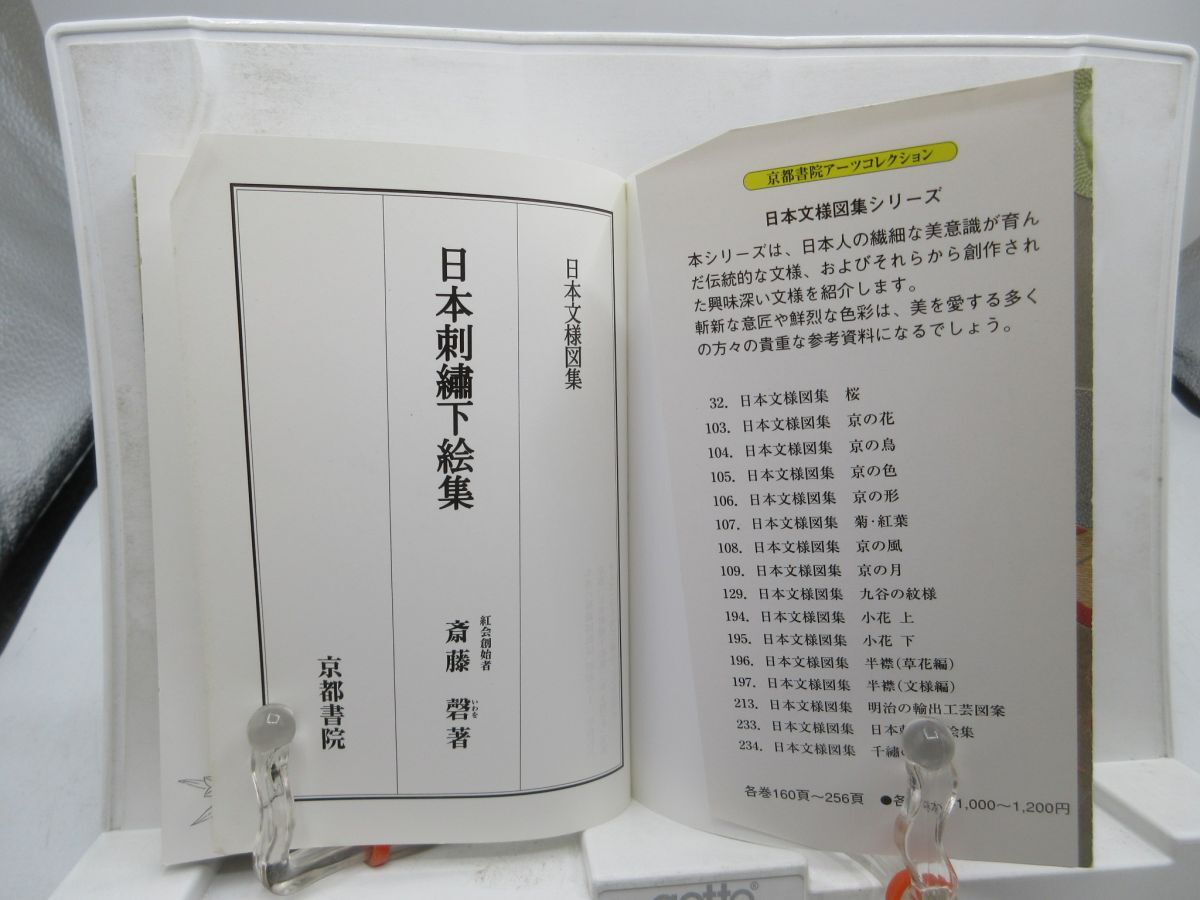 日本文様図集
日本刺繡下絵集
紅会創始者
斎藤 磬著
いわを
京都書院
京都書院アーツコレクション
日本文様図集シリーズ
本シリーズは、日本人の繊細な美意識が育ん
だ伝統的な文様、およびそれらから創作され
た興味深い文様を紹介します。
斬新な意匠や鮮烈な色彩は、美を愛する多く
の方々の貴重な参考資料になるでしょう。
32. 日本文様図集 桜
103. 日本文様図集 京の花
104. 日本文様図集 京の鳥
105. 日本文様図集 京の色
106. 日本文様図集 京の形
107. 日本文様図集 菊・紅葉
108. 日本文様図集 京の風
109. 日本文様図集 京の月
129. 日本文様図集 九谷の紋様
194. 日本文様図集 小花 上
195. 日本文様図集 小花 下
196. 日本文様図集 半襟(草花編)
197. 日本文様図集 半襟(文様編)
213. 日本文様図集 明治の輸出工芸図案
233. 日本文様図集 日本刺 絵集
234. 日本文様図集 千繡
各巻160頁〜256頁 ●各 1,000〜1,200円